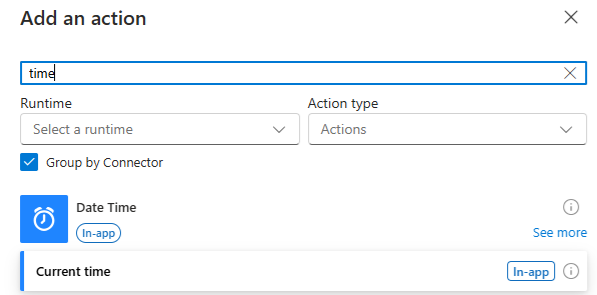 Add an action
time
Runtime Action type
Select a runtime Actions
Group by Connector
Date Time
In-app
See more
Current time In-app